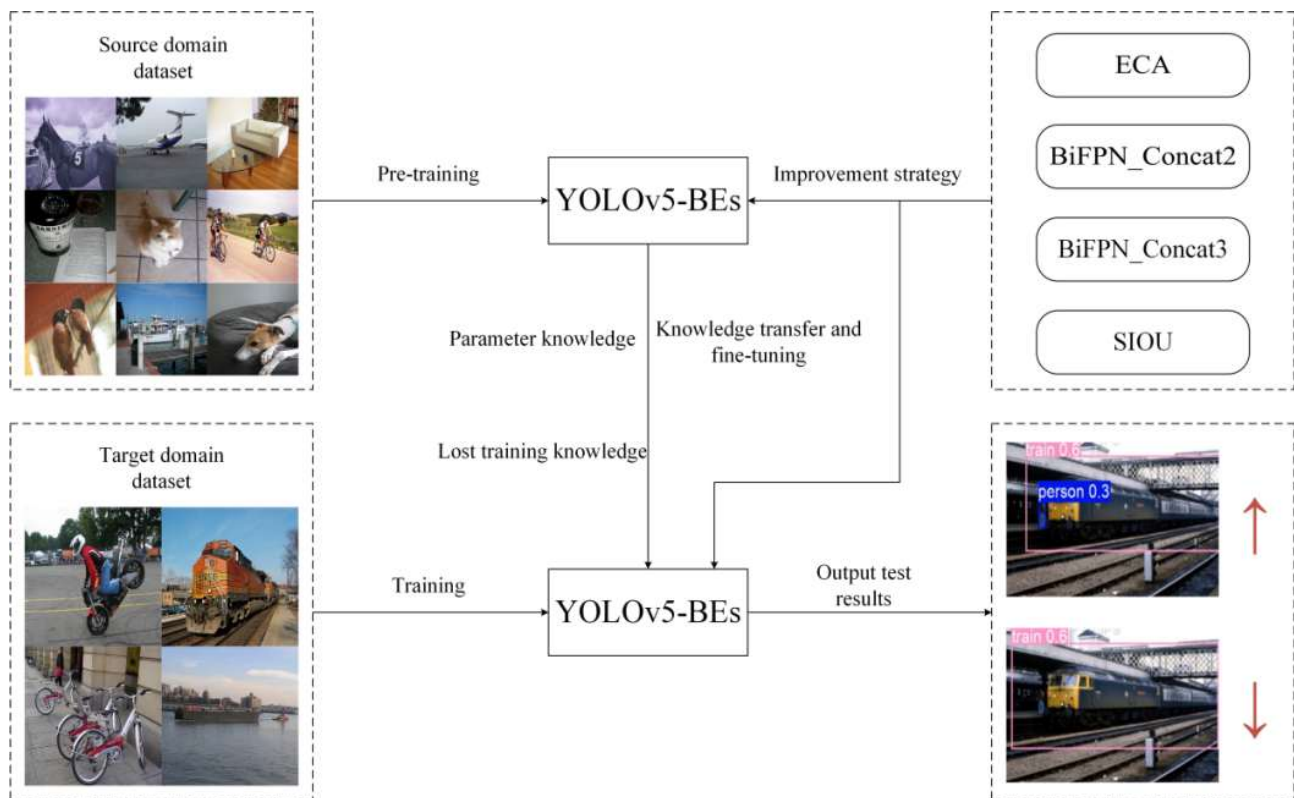 Source domain
dataset
5
Pre-training
YOLOv5-BEs
Improvement strategy
ECA
BiFPN_Concat2
BiFPN_Concat3
SIOU
Parameter knowledge
Knowledge transfer and
fine-tuning
Lost training knowledge
Target domain
dataset
Training
YOLOv5-BEs
Output test
results
train 0.6
person 0.3
train 0.6